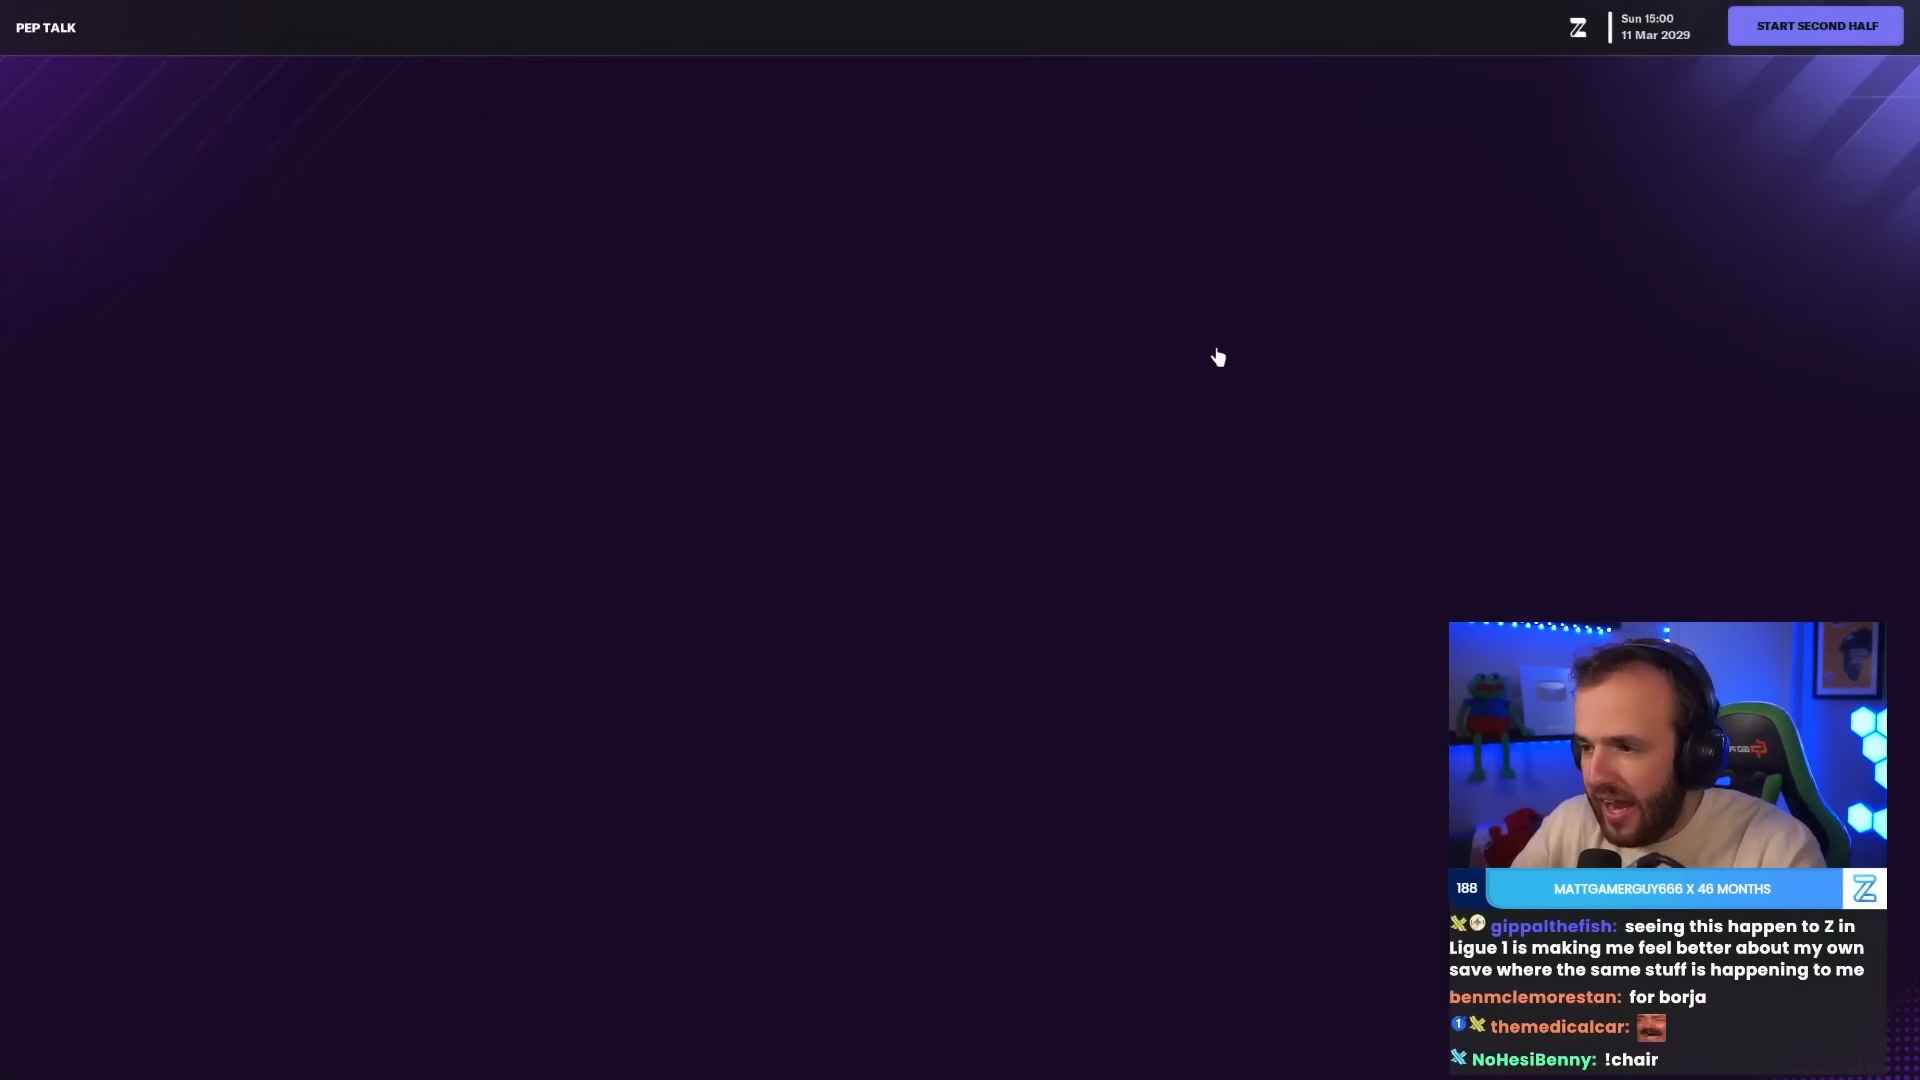 PEP TALK
Z
Sun 15:00
11 Mar 2029
START SECOND HALF
188
MATTGAMERGUY666 X 46 MONTHS
Z
gippalthefish: seeing this happen to Z in
Ligue 1 is making me feel better about my own
save where the same stuff is happening to me
benmclemorestan: for borja
1 themedicalcar:
NoHesiBenny: !chair